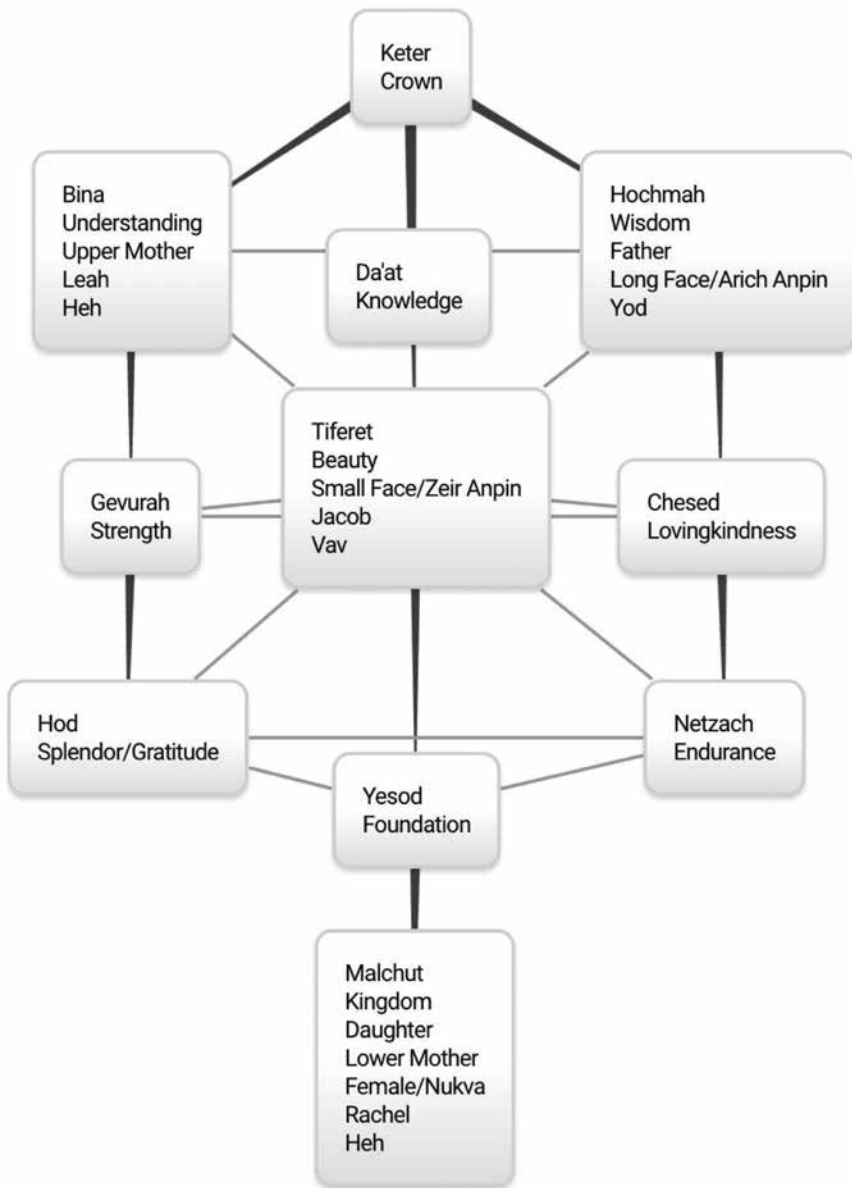 Keter
Crown
Bina
Understanding
Upper Mother
Leah
Heh
Hochmah
Wisdom
Father
Long Face/Arich Anpin
Yod
Da'at
Knowledge
Tiferet
Beauty
Small Face/Zeir Anpin
Jacob
Vav
Gevurah
Strength
Chesed
Lovingkindness
Hod
Splendor/Gratitude
Netzach
Endurance
Yesod
Foundation
Malchut
Kingdom
Daughter
Lower Mother
Female/Nukva
Rachel
Heh